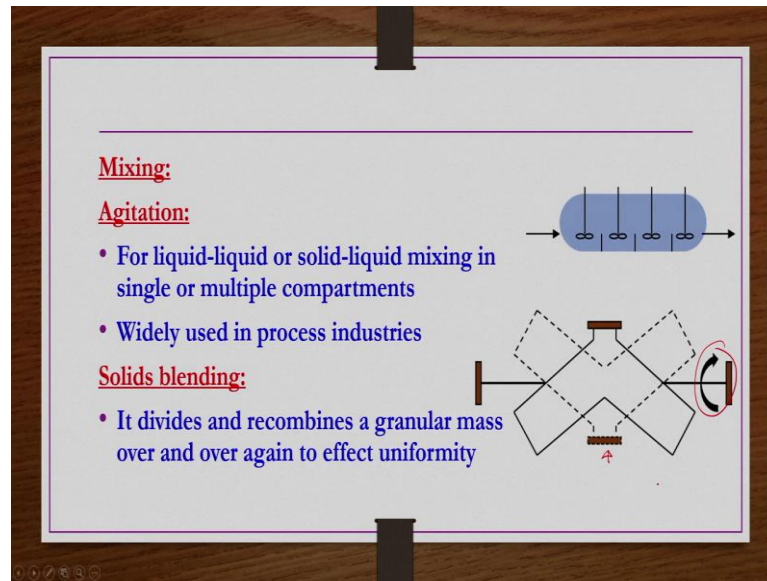 Mixing:
Agitation:
• For liquid-liquid or solid-liquid mixing in
single or multiple compartments
• Widely used in process industries
Solids blending:
• It divides and recombines a granular mass
over and over again to effect uniformity